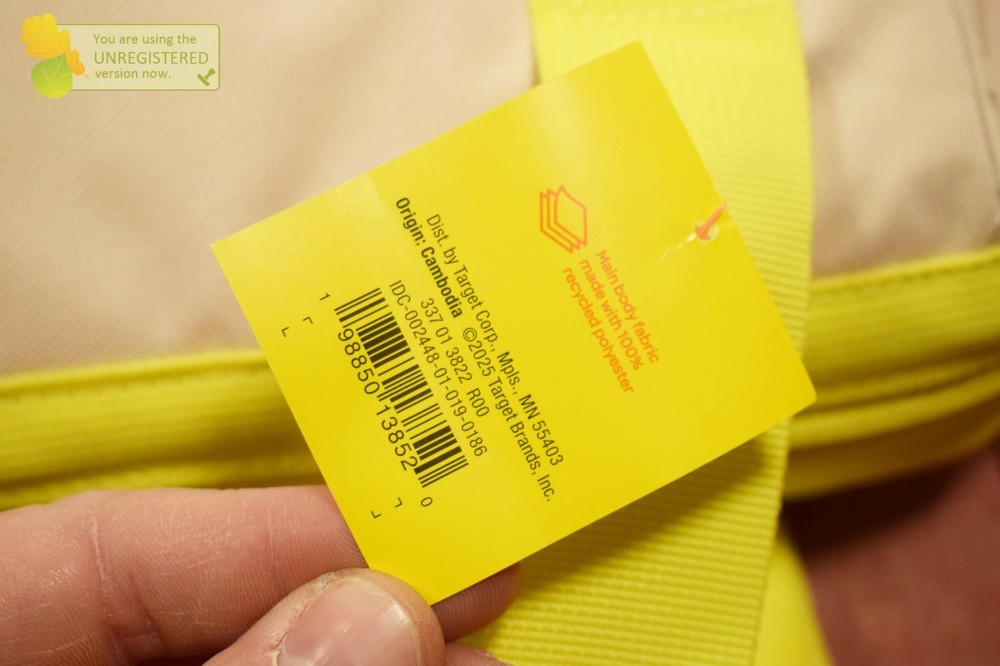 You are using the
UNREGISTERED
version now.
Main body fabric
made with 100%
recycled polyester
Dist. by Target Corp., Mpls., MN 55403
Origin: Cambodia ©2025 Target Brands, Inc.
337 01 3822 R00
IDC-002448-01-019-0186
1 98850 13852 0